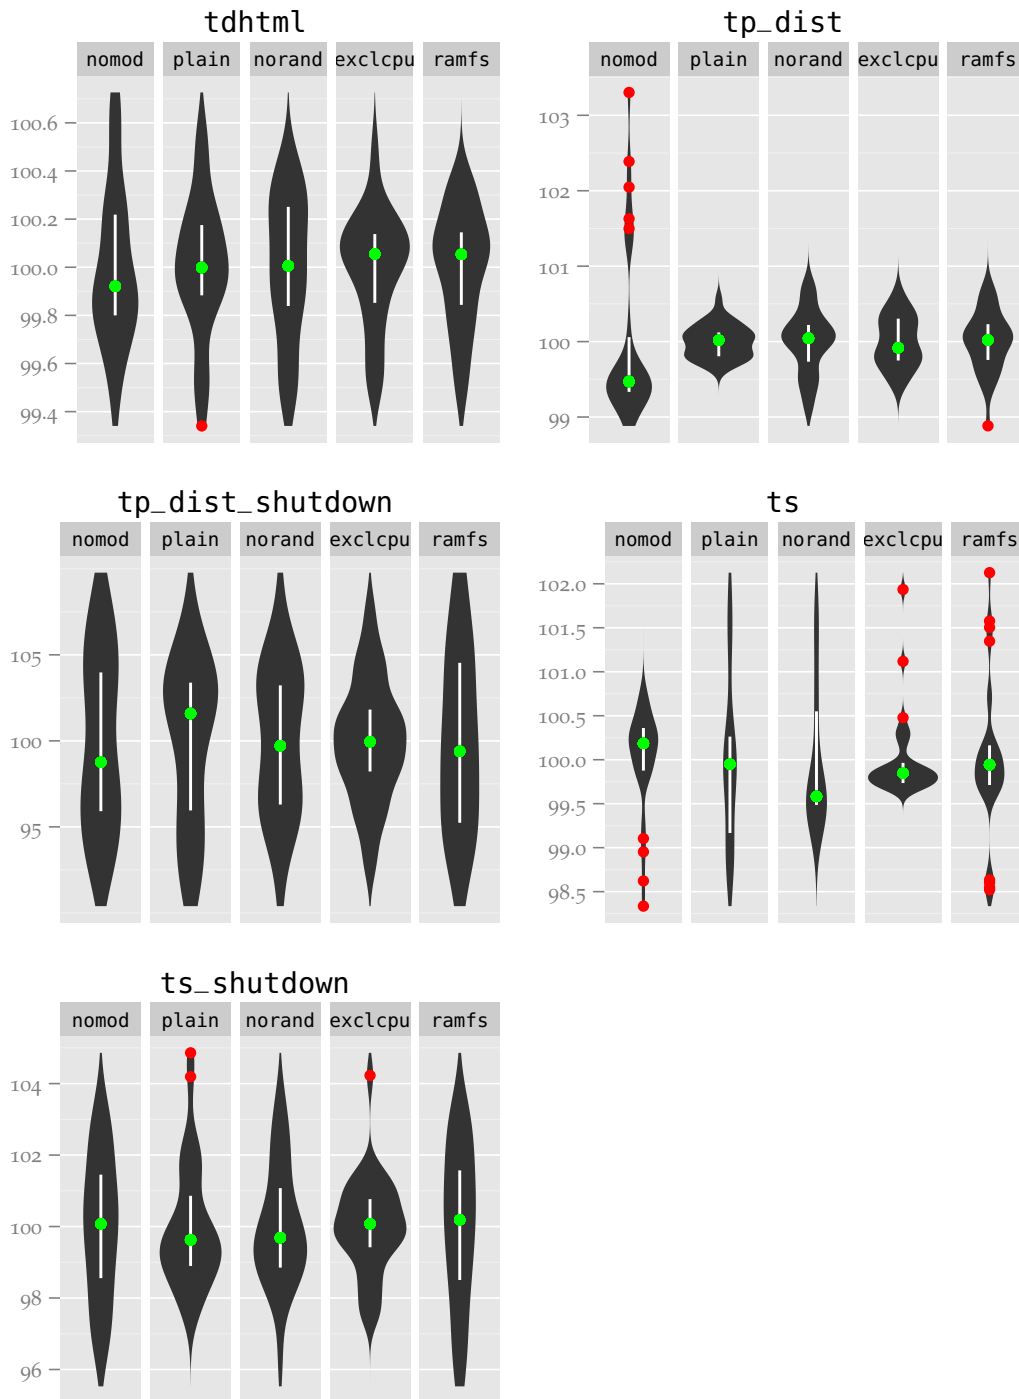 tdhtml
nomod plain norand exclcpu ramfs
100.6
100.4
100.2
100.0
99.8
99.6
99.4
tp_dist
nomod plain norand exclcpu ramfs
103
102
101
100
99
tp_dist_shutdown
nomod plain norand exclcpu ramfs
105
100
95
ts
nomod plain norand exclcpu ramfs
102.0
101.5
101.0
100.5
100.0
99.5
99.0
98.5
ts_shutdown
nomod plain norand exclcpu ramfs
104
102
100
98
96